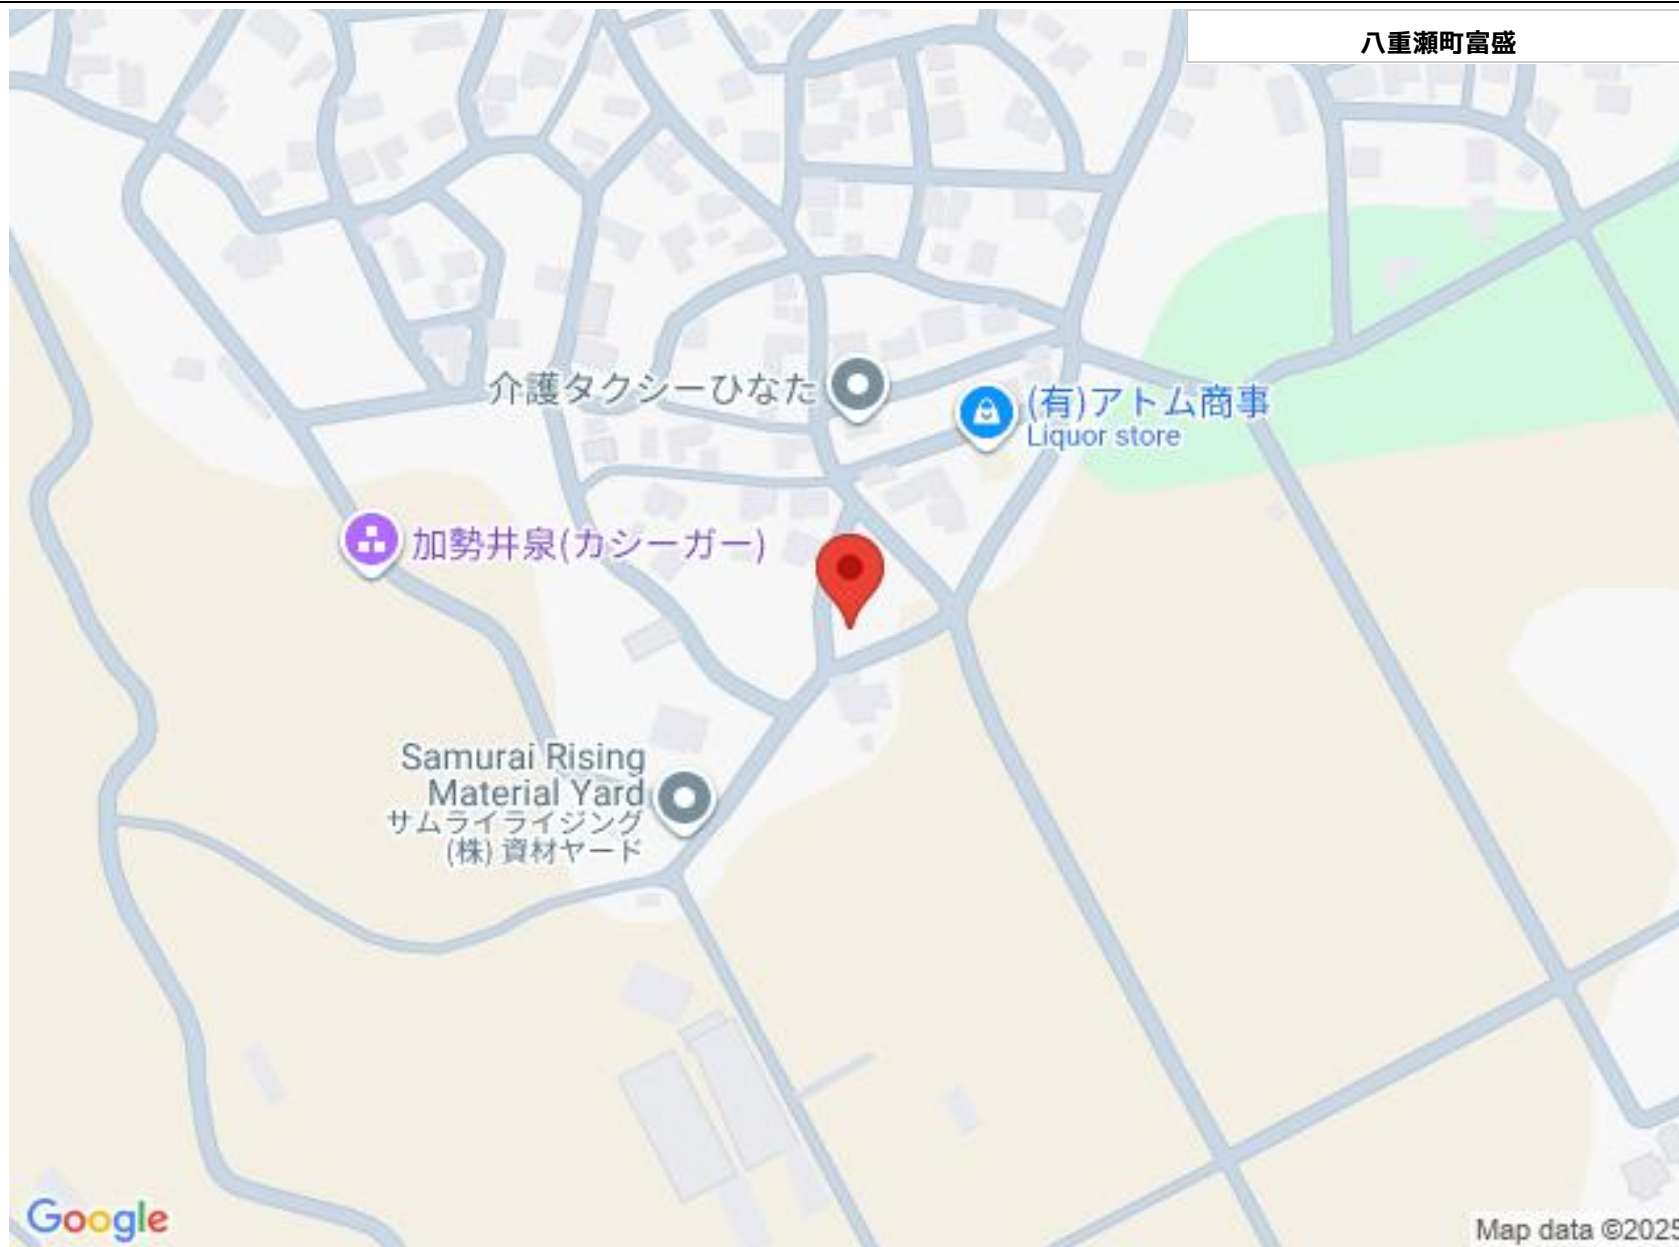 八重瀬町富盛
介護タクシーひなた
(有)アトム商事
Liquor store
加勢井泉(カシーガー)
Samurai Rising
Material Yard
サムライライジング
(株) 資材ヤード
Google
Map data ©2025